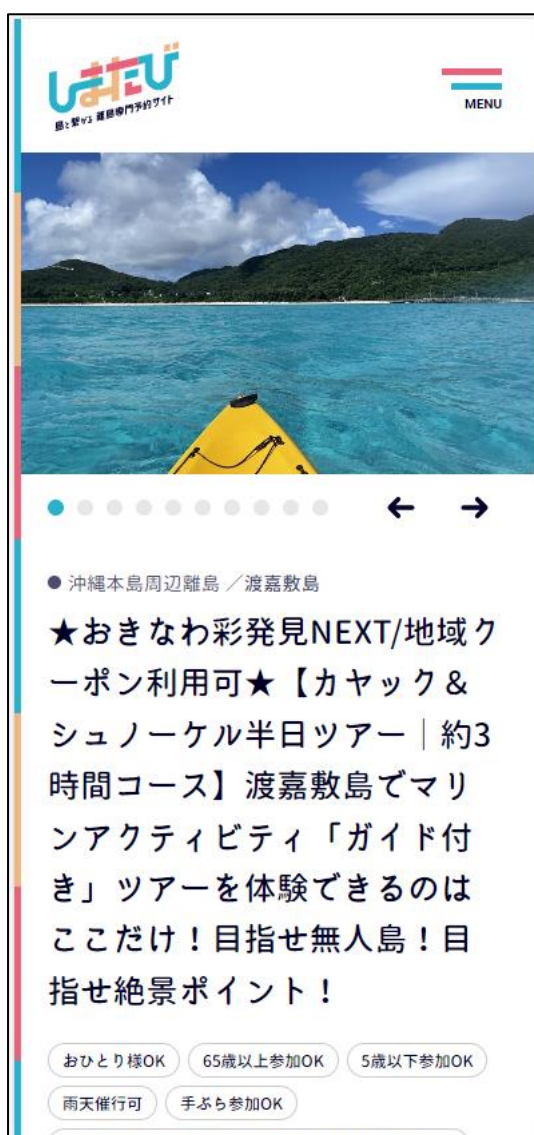 しまたび
島と繋がる 離島専門予約サイト
MENU
沖縄本島周辺離島 ／渡嘉敷島
★おきなわ彩発見NEXT/地域ク
ーポン利用可★【カヤック＆
シュノーケル半日ツアー｜約3
時間コース】渡嘉敷島でマリ
ンアクティビティ「ガイド付
き」ツアーを体験できるのは
ここだけ！目指せ無人島！目
指せ絶景ポイント！
おひとり様OK 65歳以上参加OK 5歳以下参加OK
雨天催行可 手ぶら参加OK